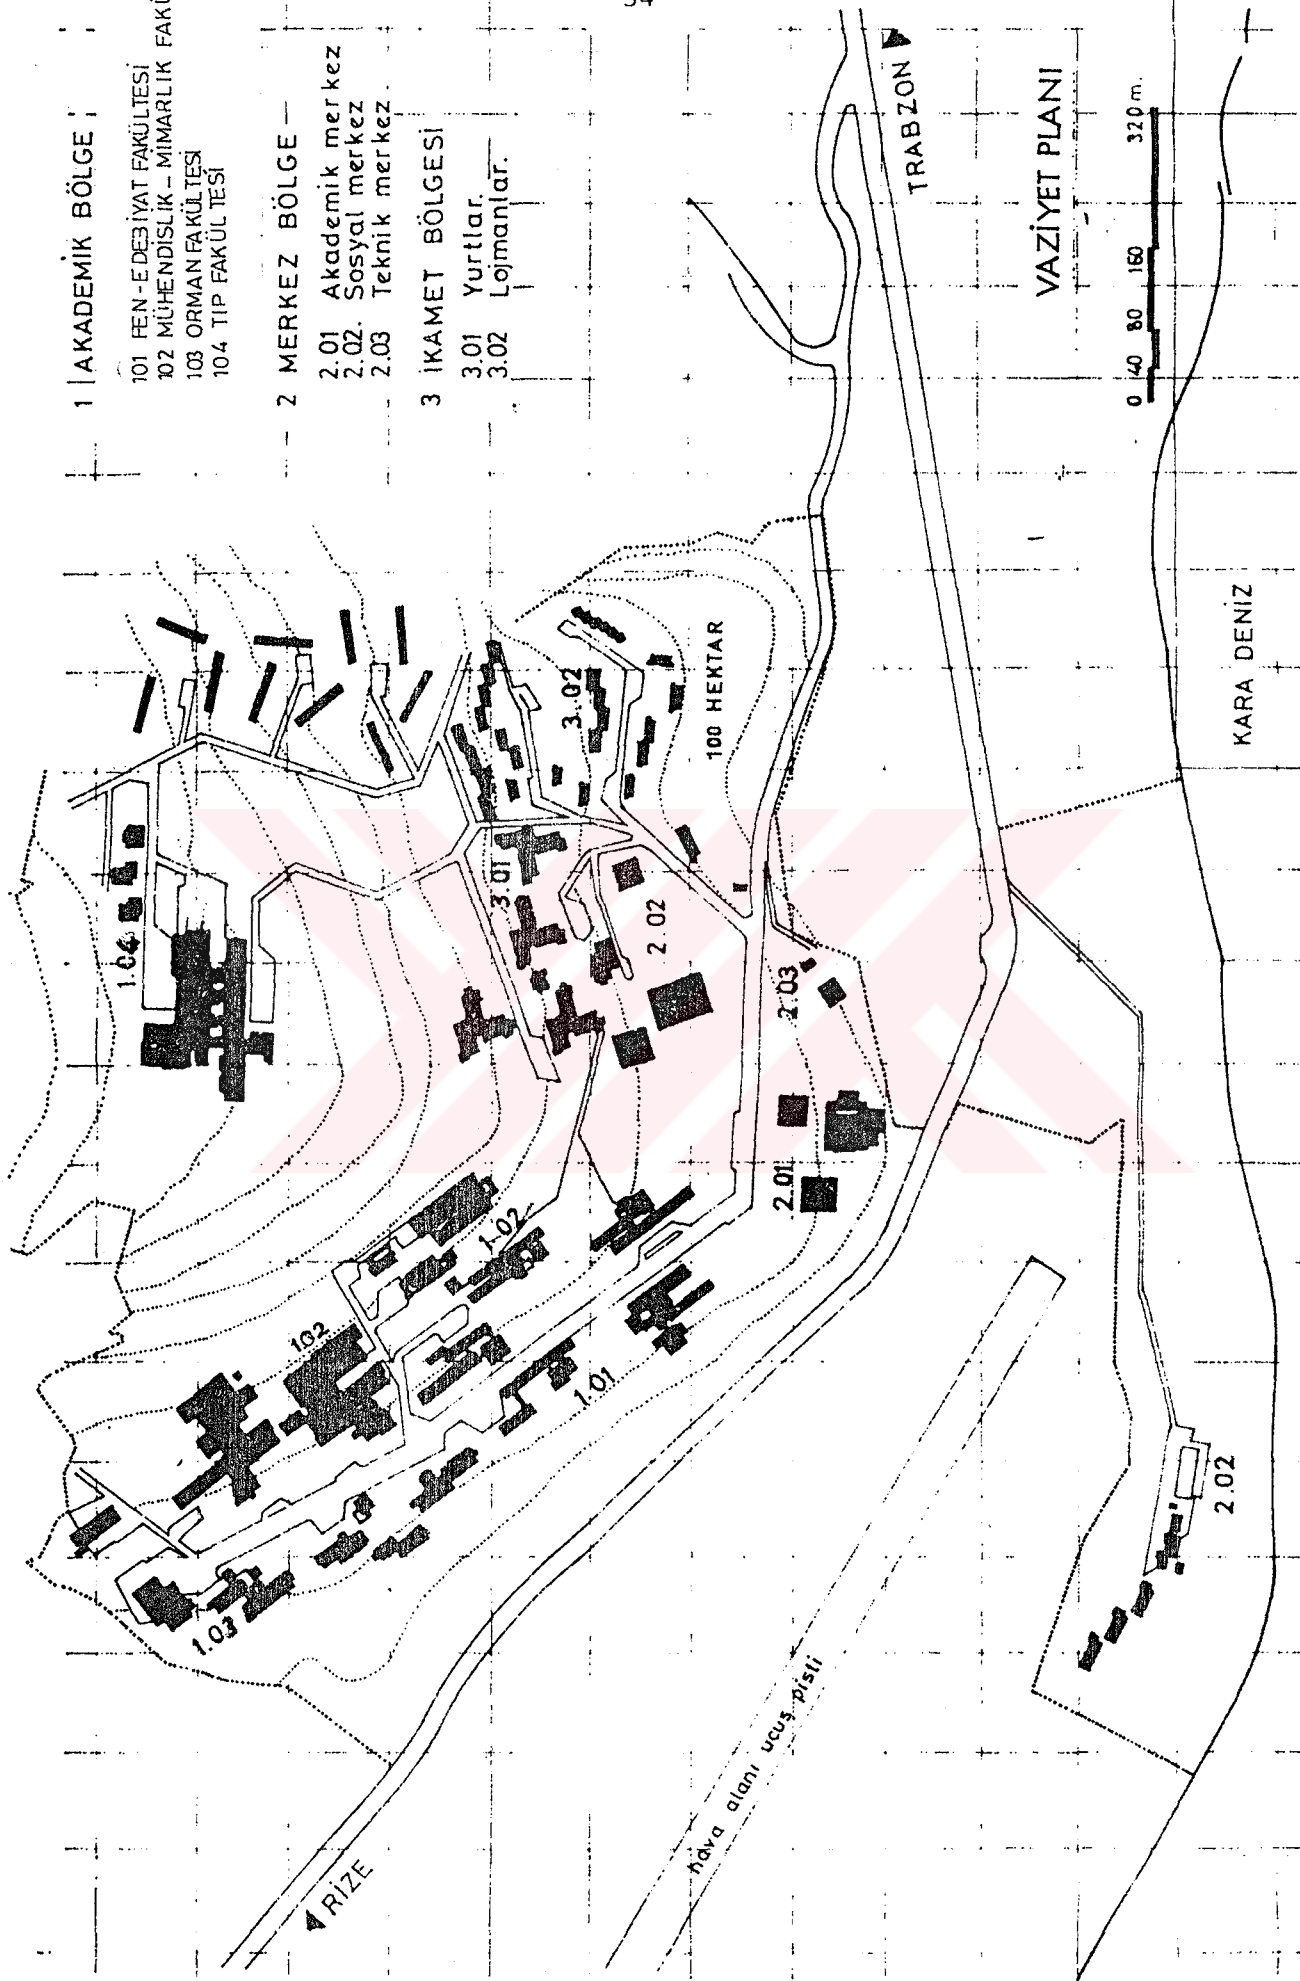 54
1 AKADEMİK BÖLGE
101 FEN-EDEBİYAT FAKÜLTESİ
102 MÜHENDİSLİK-MİMARLIK FAKÜ
103 ORMAN FAKÜLTESİ
104 TIP FAKÜLTESİ
2 MERKEZ BÖLGE
2.01 Akademik merkez
2.02. Sosyal merkez
2.03 Teknik merkez.
3 İKAMET BÖLGESİ
3.01 Yurtlar.
3.02 Lojmanlar.
TRABZON
VAZİYET PLANI
0 40 80 160 320 m.
KARA DENİZ
100 HEKTAR
3.02
3.01
1.04
2.02
2.03
2.01
1.02
102
1.01
1.03
2.02
hava alanı ucuş pisti
RİZE